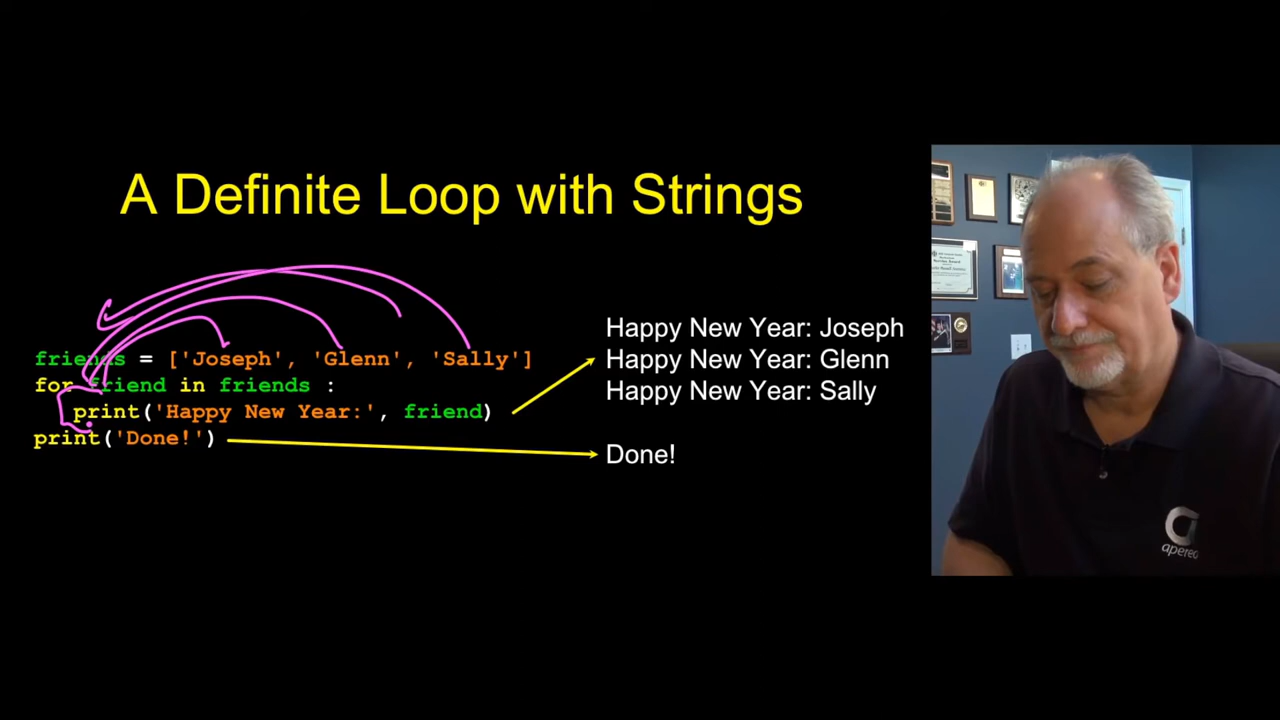 A Definite Loop with Strings
friends = ['Joseph', 'Glenn', 'Sally']
for friend in friends :
print('Happy New Year:', friend)
print('Done!')
Happy New Year: Joseph
Happy New Year: Glenn
Happy New Year: Sally
Done!
apereo